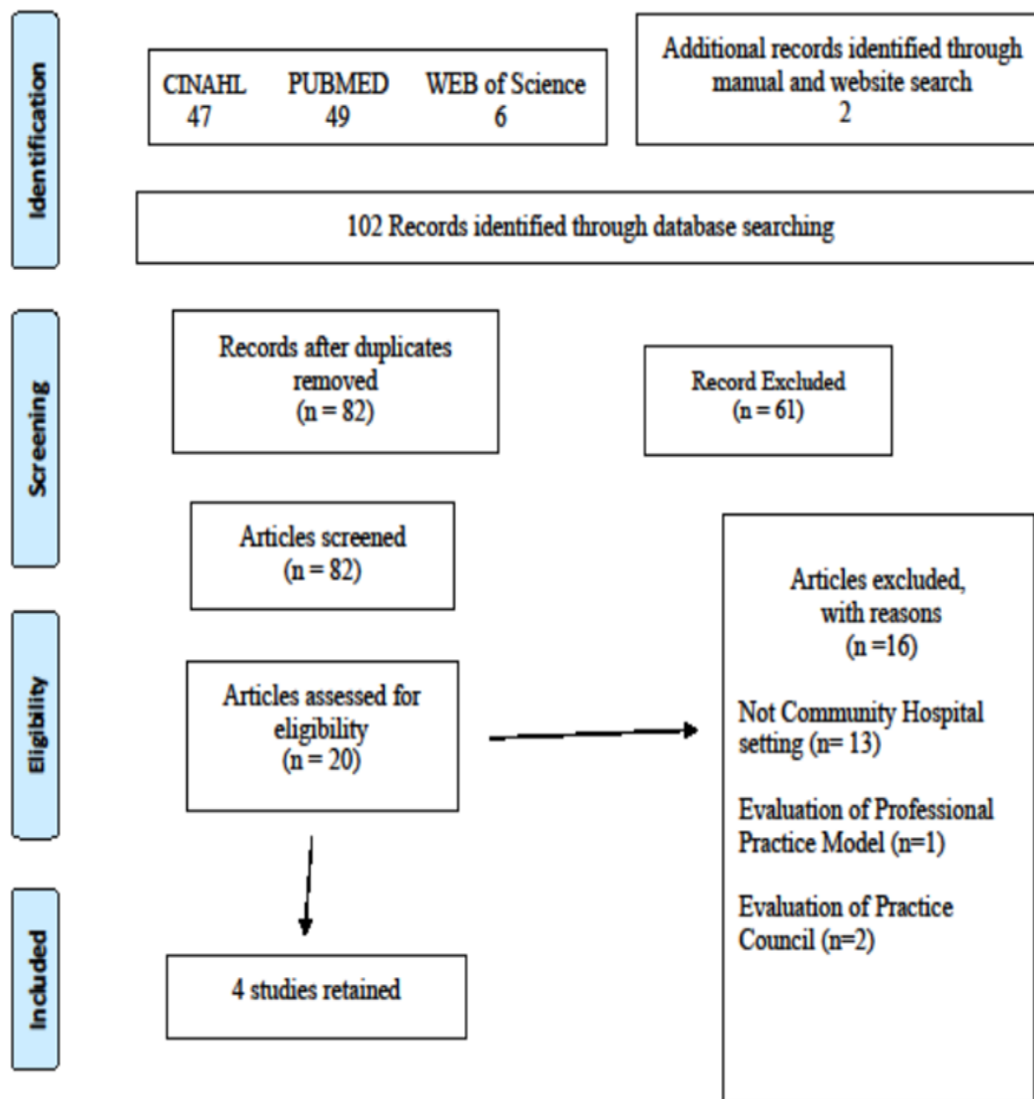 Identification
CINAHL PUBMED WEB of Science
47 49 6
Additional records identified through
manual and website search
2
102 Records identified through database searching
Screening
Records after duplicates
removed
(n = 82)
Record Excluded
(n = 61)
Articles screened
(n = 82)
Eligibility
Articles assessed for
eligibility
(n = 20)
Articles excluded,
with reasons
(n =16)
Not Community Hospital
setting (n= 13)
Evaluation of Professional
Practice Model (n=1)
Evaluation of Practice
Council (n=2)
Included
4 studies retained